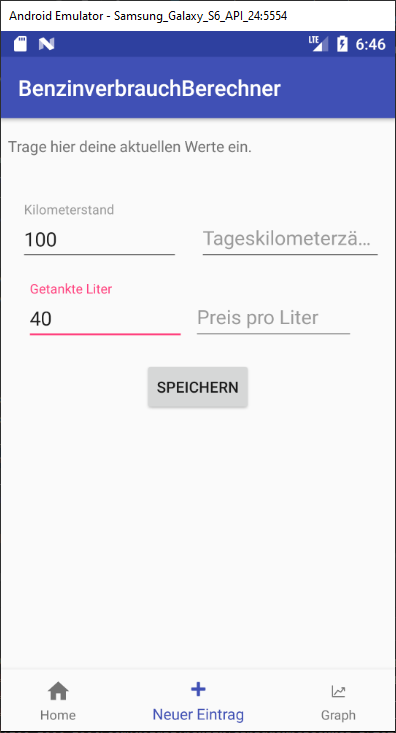 Android Emulator - Samsung_Galaxy_S6_API_24:5554
LTE 6:46
BenzinverbrauchBerechner
Trage hier deine aktuellen Werte ein.
Kilometerstand
100 Tageskilometerzä...
Getankte Liter
40 Preis pro Liter
SPEICHERN
Home Neuer Eintrag Graph